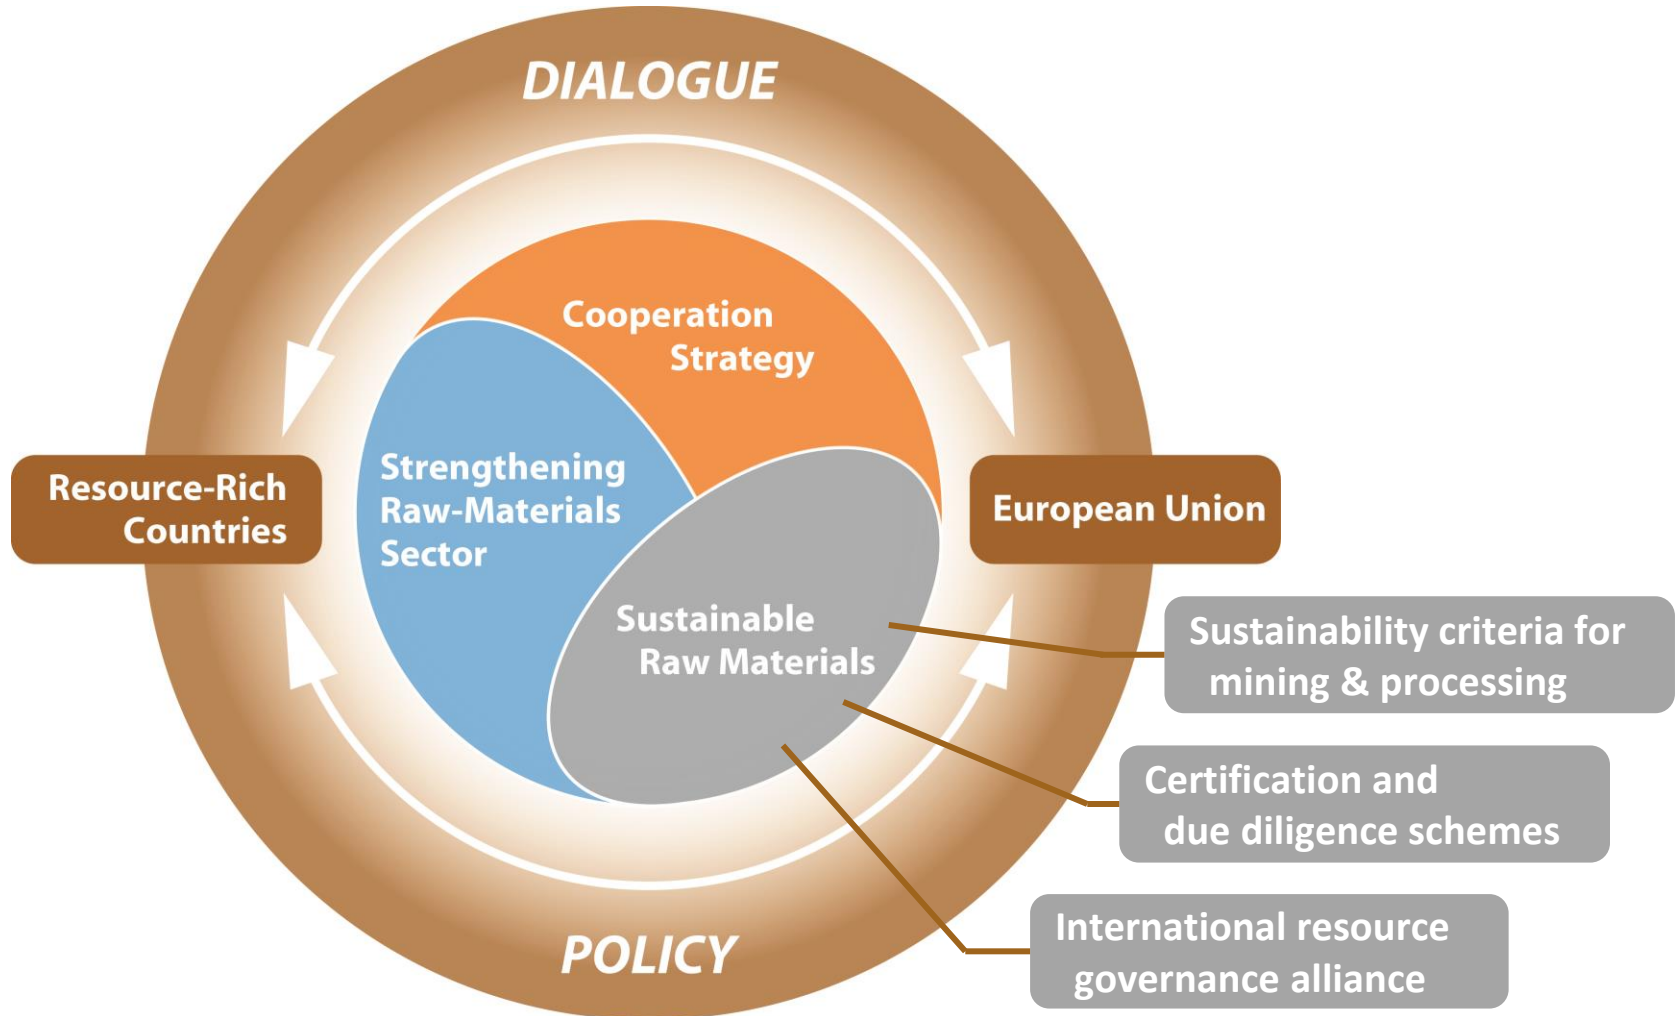 DIALOGUE
Cooperation
Strategy
Strengthening
Raw-Materials
Sector
Resource-Rich
Countries
European Union
Sustainable
Raw Materials
Sustainability criteria for
mining & processing
Certification and
due diligence schemes
International resource
governance alliance
POLICY